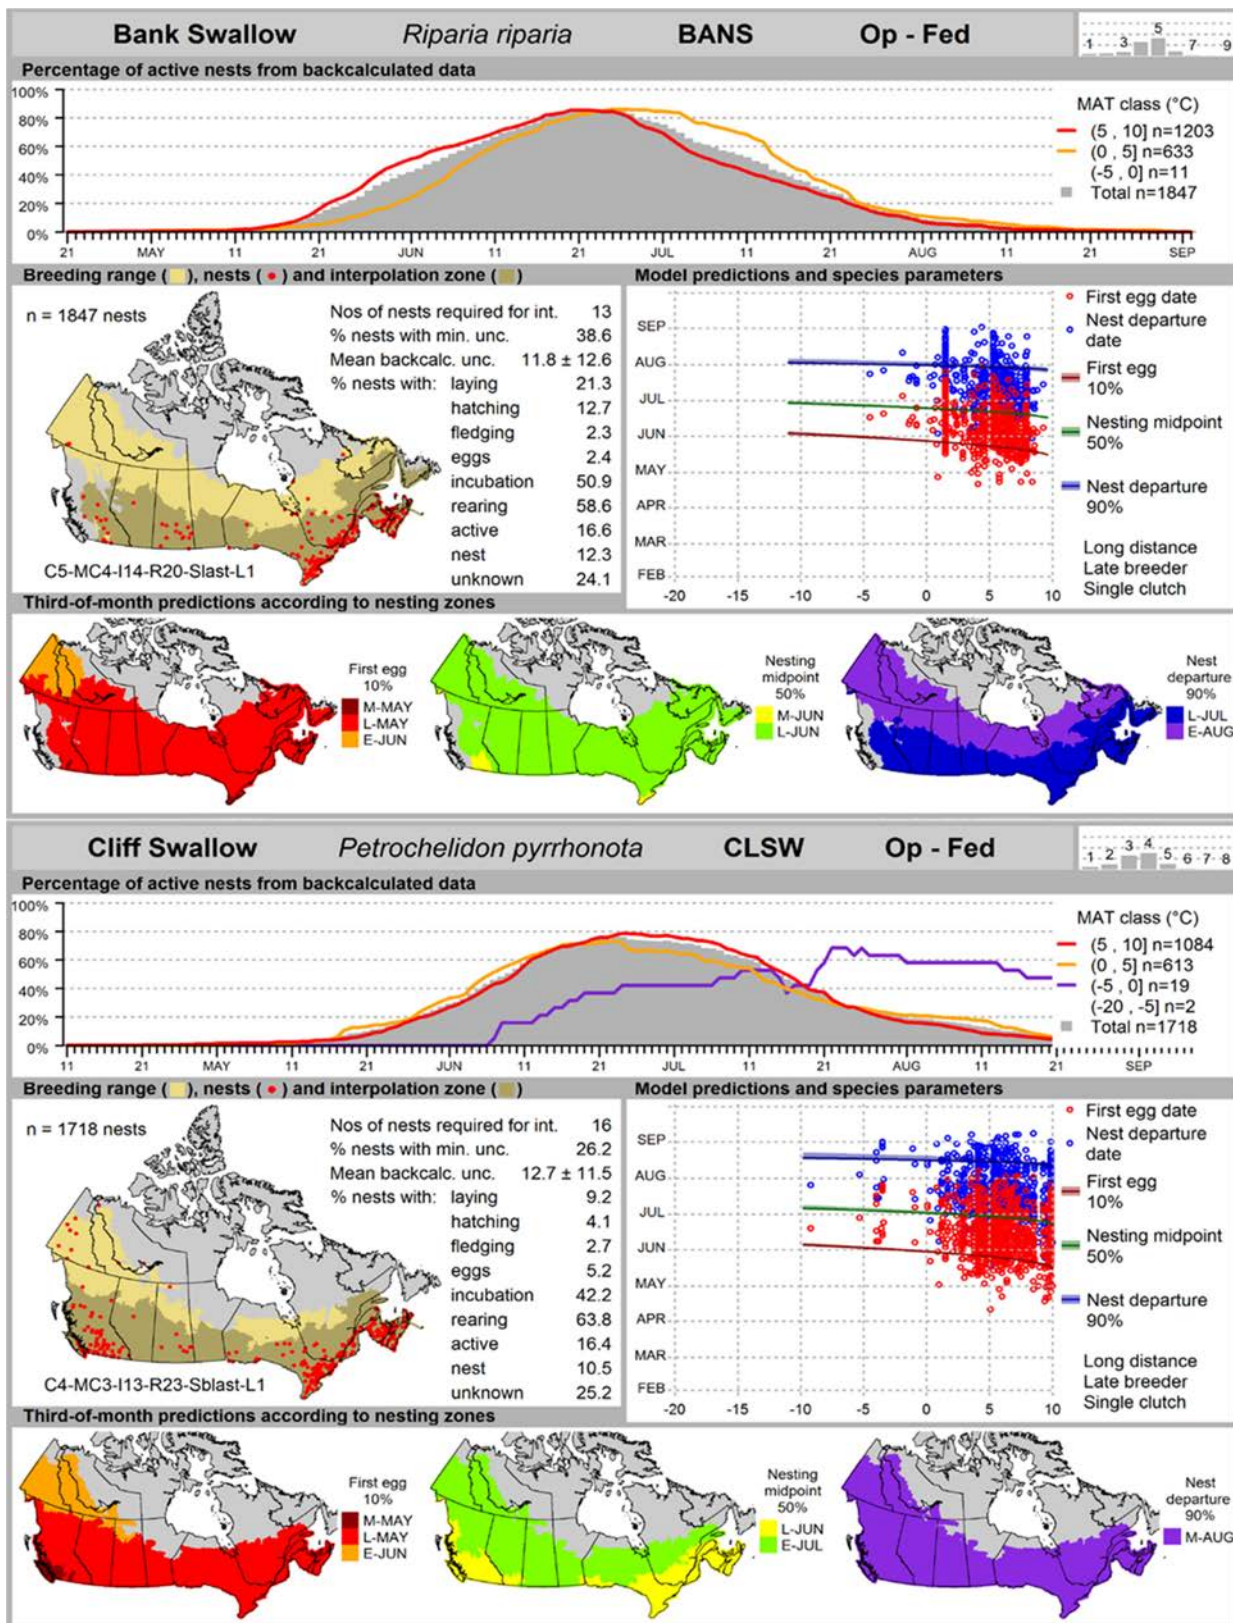 Bank Swallow Riparia riparia BANS Op - Fed
1 3 5 7 9
Percentage of active nests from backcalculated data
100%
80%
60%
40%
20%
0%
21 MAY 11 21 JUN 11 21 JUL 11 21 AUG 11 21 SEP
MAT class (°C)
(5 , 10] n=1203
(0 , 5] n=633
(-5 , 0] n=11
Total n=1847
Breeding range ( ), nests ( ) and interpolation zone ( )
n = 1847 nests
Nos of nests required for int. 13
% nests with min. unc. 38.6
Mean backcalc. unc. 11.8 ± 12.6
% nests with: laying 21.3
hatching 12.7
fledging 2.3
eggs 2.4
incubation 50.9
rearing 58.6
active 16.6
nest 12.3
unknown 24.1
C5-MC4-I14-R20-Slast-L1
Model predictions and species parameters
SEP
AUG
JUL
JUN
MAY
APR
MAR
FEB
-20 -15 -10 -5 0 5 10
First egg date
Nest departure
date
First egg
10%
Nesting midpoint
50%
Nest departure
90%
Long distance
Late breeder
Single clutch
Third-of-month predictions according to nesting zones
First egg
10%
M-MAY
L-MAY
E-JUN
Nesting
midpoint
50%
M-JUN
L-JUN
Nest
departure
90%
L-JUL
E-AUG
Cliff Swallow Petrochelidon pyrrhonota CLSW Op - Fed
1 2 3 4 5 6 7 8
Percentage of active nests from backcalculated data
100%
80%
60%
40%
20%
0%
11 21 MAY 11 21 JUN 11 21 JUL 11 21 AUG 11 21 SEP
MAT class (°C)
(5 , 10] n=1084
(0 , 5] n=613
(-5 , 0] n=19
(-20 , -5] n=2
Total n=1718
Breeding range ( ), nests ( ) and interpolation zone ( )
n = 1718 nests
Nos of nests required for int. 16
% nests with min. unc. 26.2
Mean backcalc. unc. 12.7 ± 11.5
% nests with: laying 9.2
hatching 4.1
fledging 2.7
eggs 5.2
incubation 42.2
rearing 63.8
active 16.4
nest 10.5
unknown 25.2
C4-MC3-I13-R23-Sblast-L1
Model predictions and species parameters
SEP
AUG
JUL
JUN
MAY
APR
MAR
FEB
-20 -15 -10 -5 0 5 10
First egg date
Nest departure
date
First egg
10%
Nesting midpoint
50%
Nest departure
90%
Long distance
Late breeder
Single clutch
Third-of-month predictions according to nesting zones
First egg
10%
M-MAY
L-MAY
E-JUN
Nesting
midpoint
50%
L-JUN
E-JUL
Nest
departure
90%
M-AUG